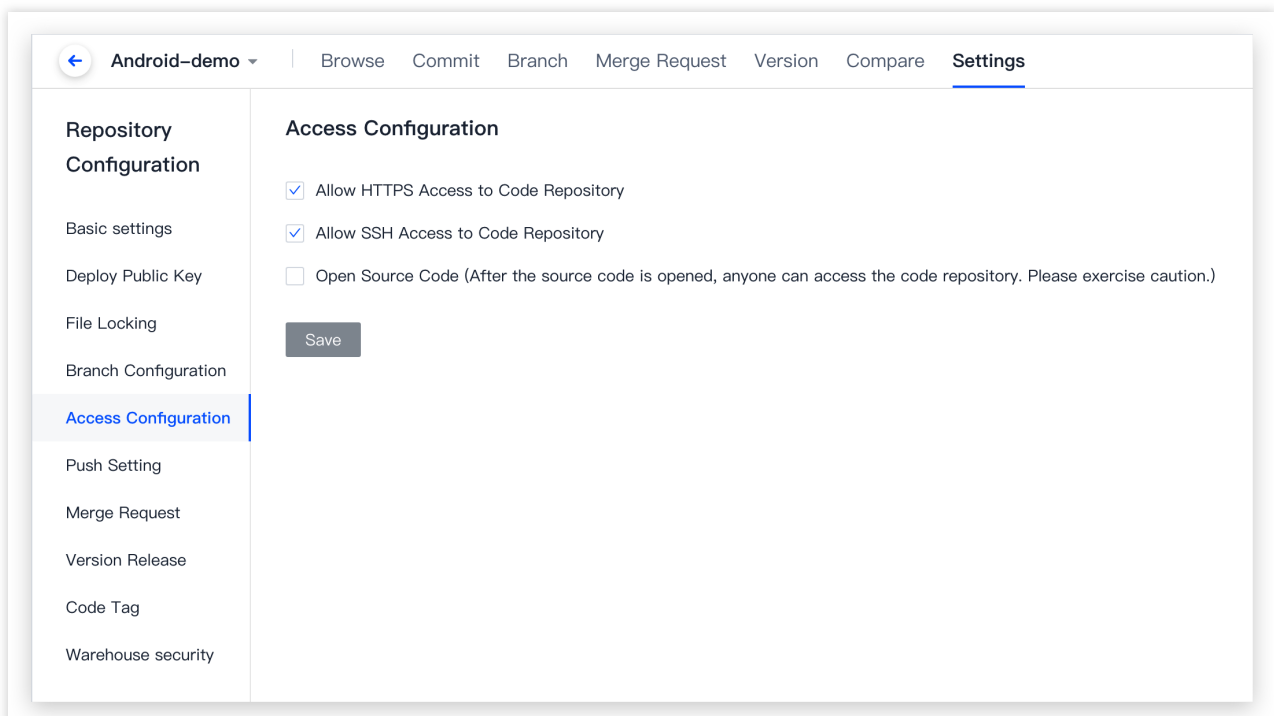 Android-demo Browse Commit Branch Merge Request Version Compare Settings
Repository
Configuration
Basic settings
Deploy Public Key
File Locking
Branch Configuration
Access Configuration
Push Setting
Merge Request
Version Release
Code Tag
Warehouse security
Access Configuration
Allow HTTPS Access to Code Repository
Allow SSH Access to Code Repository
Open Source Code (After the source code is opened, anyone can access the code repository. Please exercise caution.)
Save